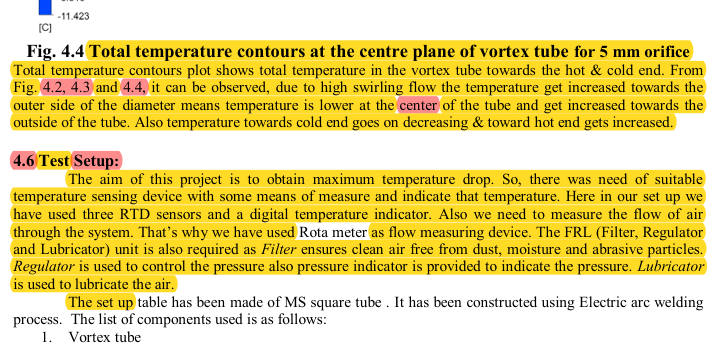 -11.423
[C]
Fig. 4.4 Total temperature contours at the centre plane of vortex tube for 5 mm orifice
Total temperature contours plot shows total temperature in the vortex tube towards the hot & cold end. From
Fig. 4.2, 4.3 and 4.4, it can be observed, due to high swirling flow the temperature get increased towards the
outer side of the diameter means temperature is lower at the center of the tube and get increased towards the
outside of the tube. Also temperature towards cold end goes on decreasing & toward hot end gets increased.
4.6 Test Setup:
The aim of this project is to obtain maximum temperature drop. So, there was need of suitable
temperature sensing device with some means of measure and indicate that temperature. Here in our set up we
have used three RTD sensors and a digital temperature indicator. Also we need to measure the flow of air
through the system. That's why we have used Rota meter as flow measuring device. The FRL (Filter, Regulator
and Lubricator) unit is also required as Filter ensures clean air free from dust, moisture and abrasive particles.
Regulator is used to control the pressure also pressure indicator is provided to indicate the pressure. Lubricator
is used to lubricate the air.
The set up table has been made of MS square tube . It has been constructed using Electric arc welding
process. The list of components used is as follows:
1. Vortex tube